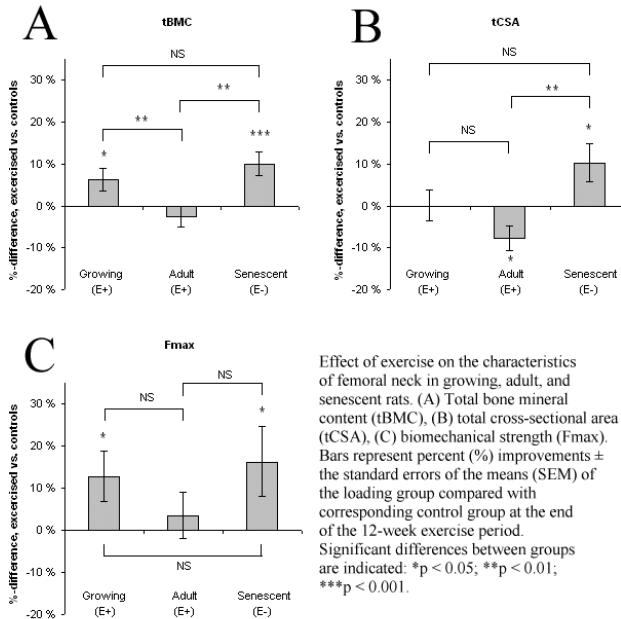 A
tBMC
NS
**
**
*
***
30 %
20 %
10 %
0 %
-10 %
-20 %
%-difference, excercised vs. controls
Growing
(E+)
Adult
(E+)
Senescent
(E-)
B
tCSA
NS
**
NS
*
*
30 %
20 %
10 %
0 %
-10 %
-20 %
%-difference, excercised vs. controls
Growing
(E+)
Adult
(E+)
Senescent
(E-)
C
Fmax
NS
NS
*
*
NS
30 %
20 %
10 %
0 %
-10 %
-20 %
%-difference, excercised vs. controls
Growing
(E+)
Adult
(E+)
Senescent
(E-)
Effect of exercise on the characteristics
of femoral neck in growing, adult, and
senescent rats. (A) Total bone mineral
content (tBMC), (B) total cross-sectional area
(tCSA), (C) biomechanical strength (Fmax).
Bars represent percent (%) improvements ±
the standard errors of the means (SEM) of
the loading group compared with
corresponding control group at the end
of the 12-week exercise period.
Significant differences between groups
are indicated: *p < 0.05; **p < 0.01;
***p < 0.001.